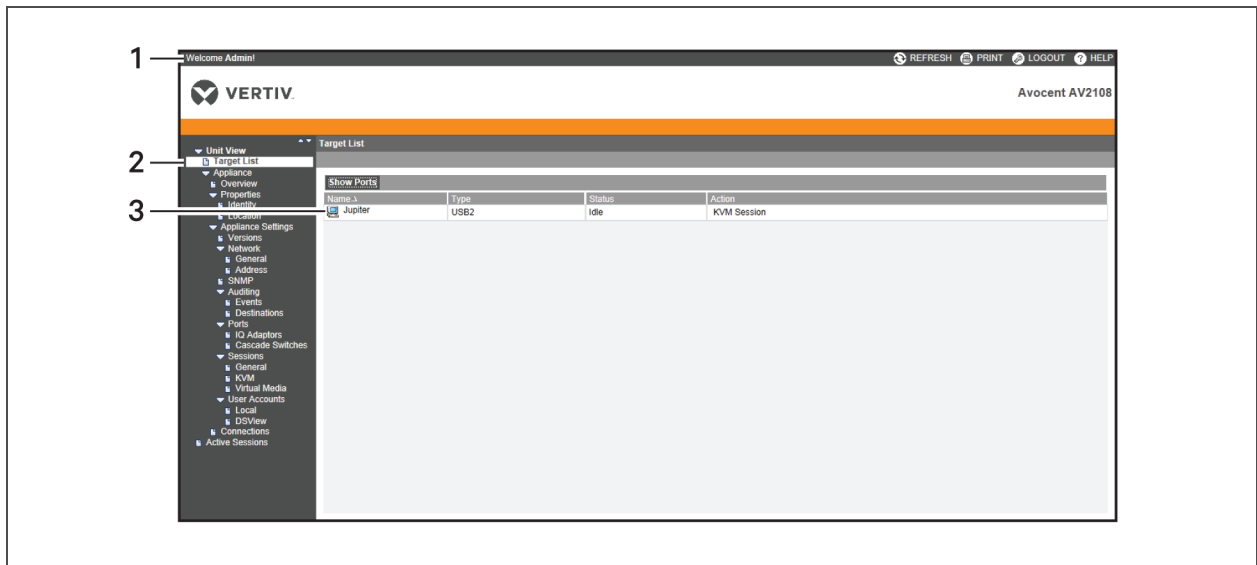 1
Welcome Admin!
REFRESH PRINT LOGOUT ? HELP
VERTIV.
Avocent AV2108
2
Unit View
Target List
Appliance
Overview
Properties
Identity
Location
Appliance Settings
Versions
Network
General
Address
SNMP
Auditing
Events
Destinations
Ports
IQ Adaptors
Cascade Switches
Sessions
General
KVM
Virtual Media
User Accounts
Local
DSView
Connections
Active Sessions
Target List
Show Ports
Name Type Status Action
3
Jupiter USB2 Idle KVM Session